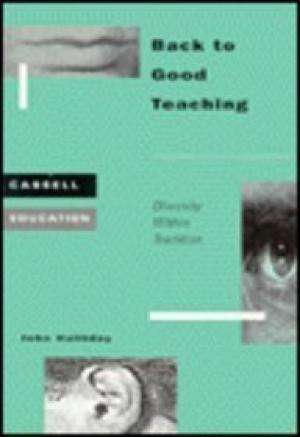 Back to
Good
Teaching
CASSELL
EDUCATION
Diversity
Within
Tradition
John Halliday